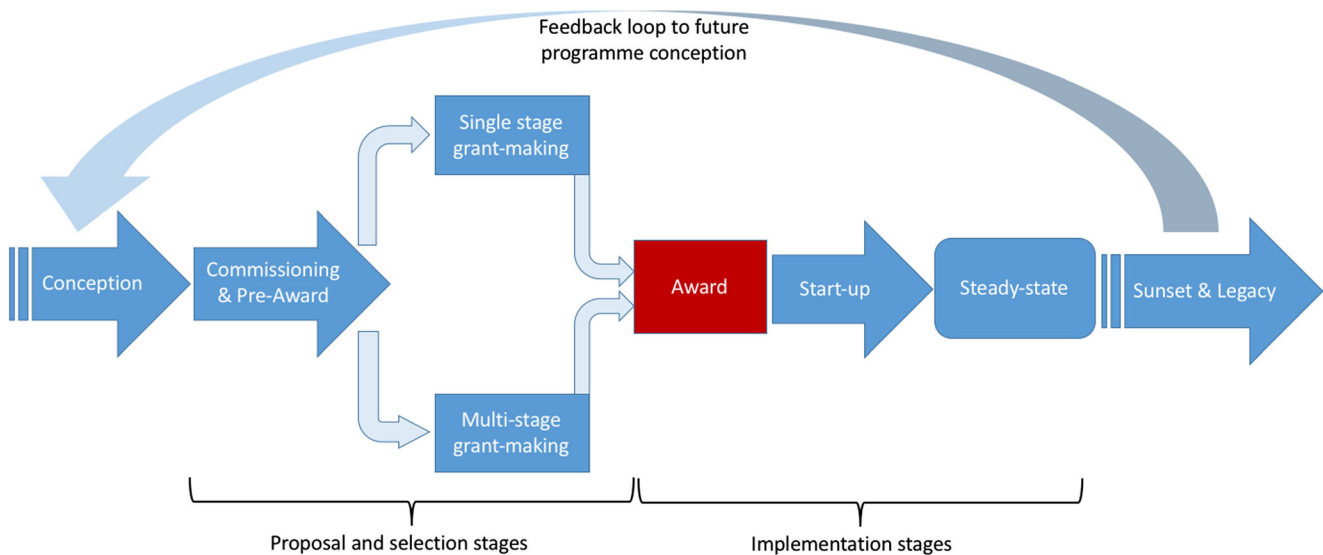 Feedback loop to future
programme conception
Single stage
grant-making
Conception
Commissioning
& Pre-Award
Award
Start-up
Steady-state
Sunset & Legacy
Multi-stage
grant-making
Proposal and selection stages
Implementation stages